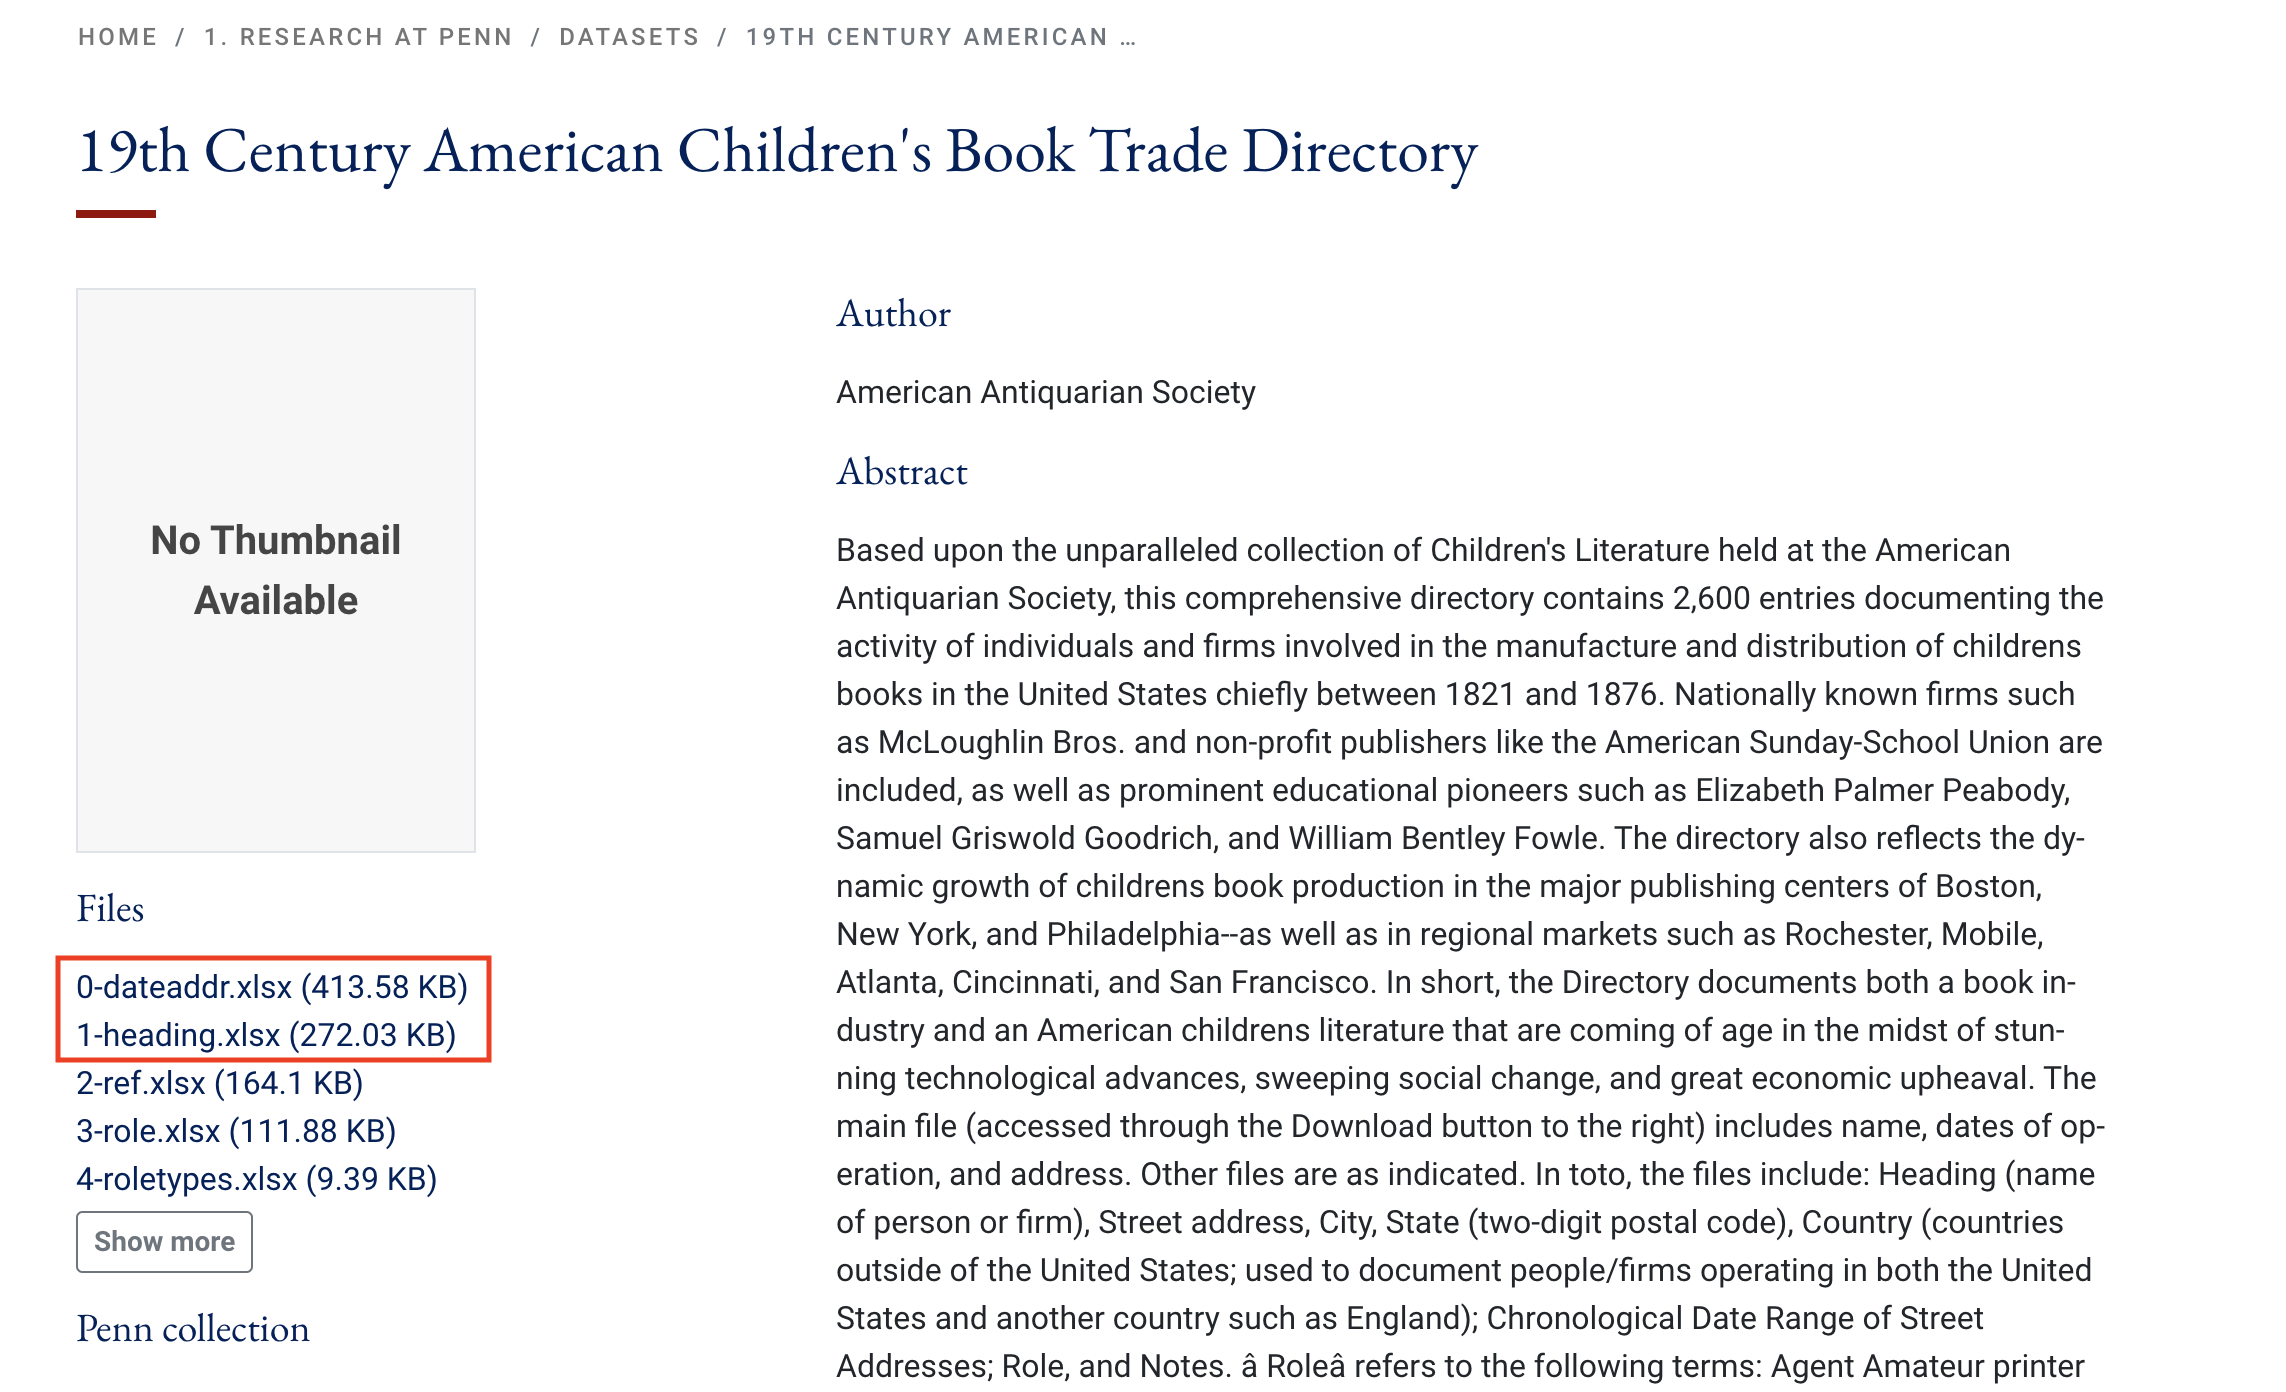 HOME / 1. RESEARCH AT PENN / DATASETS / 19TH CENTURY AMERICAN …
19th Century American Children's Book Trade Directory
No Thumbnail
Available
Files
0-dateaddr.xlsx (413.58 KB)
1-heading.xlsx (272.03 KB)
2-ref.xlsx (164.1 KB)
3-role.xlsx (111.88 KB)
4-roletypes.xlsx (9.39 KB)
Show more
Penn collection
Author
American Antiquarian Society
Abstract
Based upon the unparalleled collection of Children's Literature held at the American
Antiquarian Society, this comprehensive directory contains 2,600 entries documenting the
activity of individuals and firms involved in the manufacture and distribution of childrens
books in the United States chiefly between 1821 and 1876. Nationally known firms such
as McLoughlin Bros. and non-profit publishers like the American Sunday-School Union are
included, as well as prominent educational pioneers such as Elizabeth Palmer Peabody,
Samuel Griswold Goodrich, and William Bentley Fowle. The directory also reflects the dy-
namic growth of childrens book production in the major publishing centers of Boston,
New York, and Philadelphia--as well as in regional markets such as Rochester, Mobile,
Atlanta, Cincinnati, and San Francisco. In short, the Directory documents both a book in-
dustry and an American childrens literature that are coming of age in the midst of stun-
ning technological advances, sweeping social change, and great economic upheaval. The
main file (accessed through the Download button to the right) includes name, dates of op-
eration, and address. Other files are as indicated. In toto, the files include: Heading (name
of person or firm), Street address, City, State (two-digit postal code), Country (countries
outside of the United States; used to document people/firms operating in both the United
States and another country such as England); Chronological Date Range of Street
Addresses; Role, and Notes. â Roleâ refers to the following terms: Agent Amateur printer